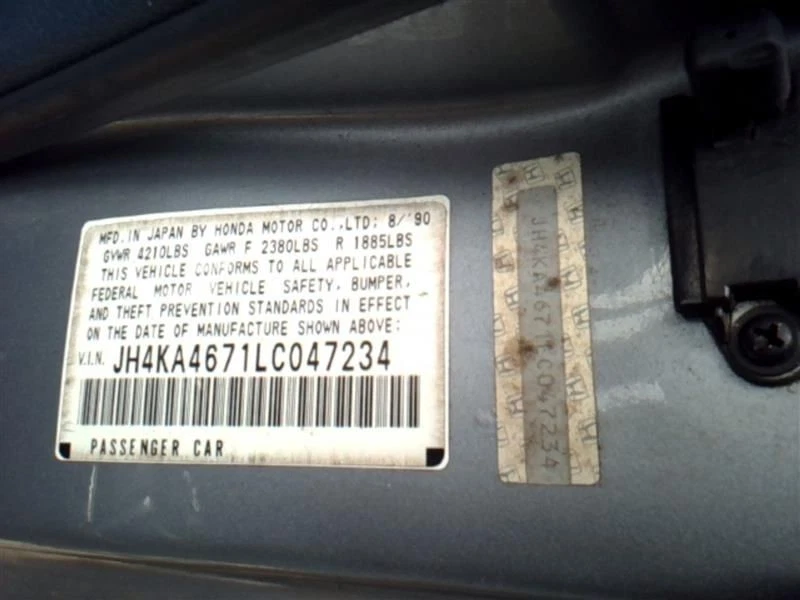 MFD. IN JAPAN BY HONDA MOTOR CO.,LTD; 8/'90
GVWR 4210LBS GAWR F 2380LBS R 1885LBS
THIS VEHICLE CONFORMS TO ALL APPLICABLE
FEDERAL MOTOR VEHICLE SAFETY, BUMPER,
AND THEFT PREVENTION STANDARDS IN EFFECT
ON THE DATE OF MANUFACTURE SHOWN ABOVE:
V.I.N. JH4KA4671LC047234
PASSENGER CAR
JH4KA4671LC047234